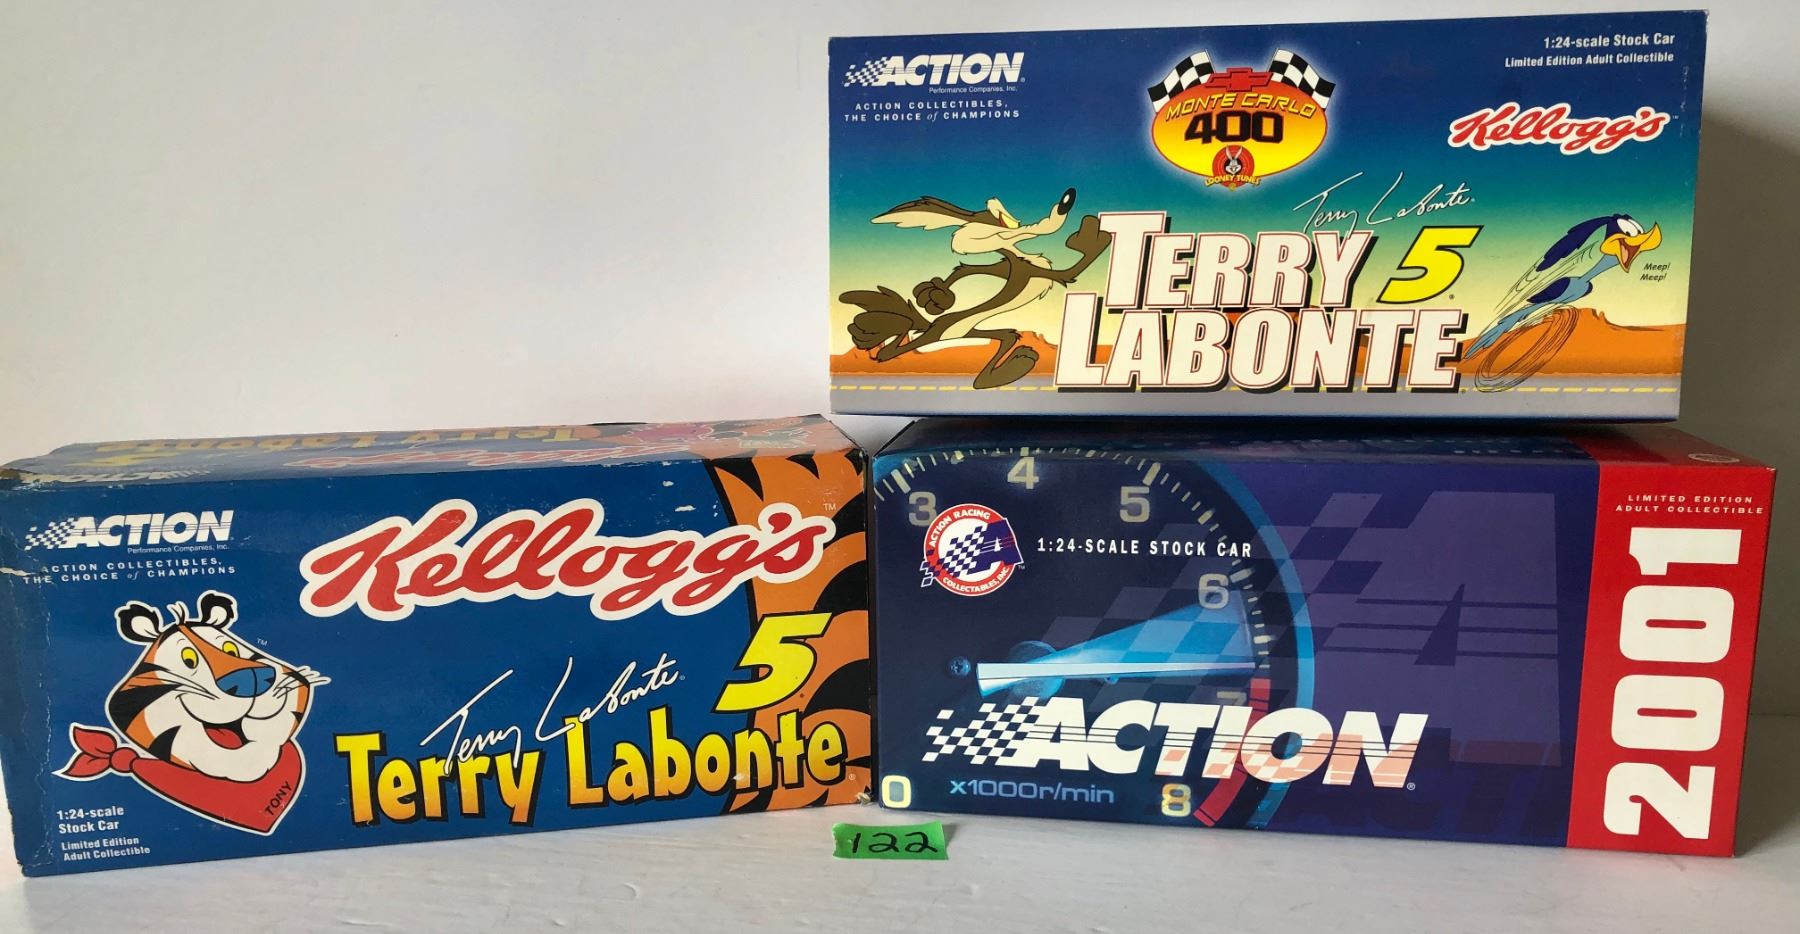 ACTION
Performance Companies, Inc.
ACTION COLLECTIBLES,
THE CHOICE of CHAMPIONS
MONTE CARLO
400
LOONEY TUNES
1:24-scale Stock Car
Limited Edition Adult Collectible
Kellogg's
Terry Labonte
TERRY 5
LABONTE
Meep!
Meep!
Terry Labonte
ACTION
Performance Companies, Inc.
ACTION COLLECTIBLES,
THE CHOICE of CHAMPIONS
Kellogg's™
5
Terry Labonte
Terry Labonte®
TM
TONY
1:24-scale
Stock Car
Limited Edition
Adult Collectible
3 4 5 6 7 8
ACTION RACING
COLLECTABLES, INC.
1:24-SCALE STOCK CAR
ACTION®
0 x1000r/min
LIMITED EDITION
ADULT COLLECTIBLE
2001
122